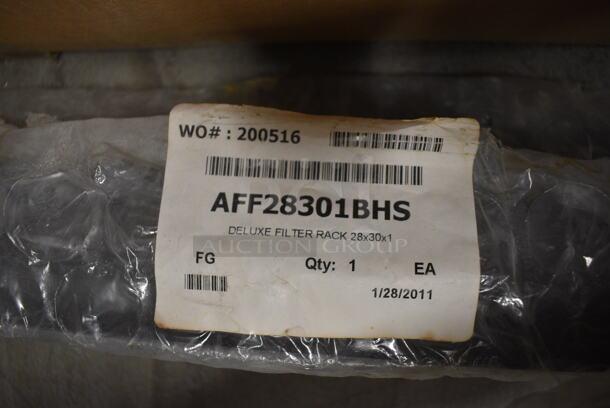 WO# : 200516
AFF28301BHS
DELUXE FILTER RACK 28x30x1
AUCTION GROUP
FG Qty: 1 EA
1/28/2011